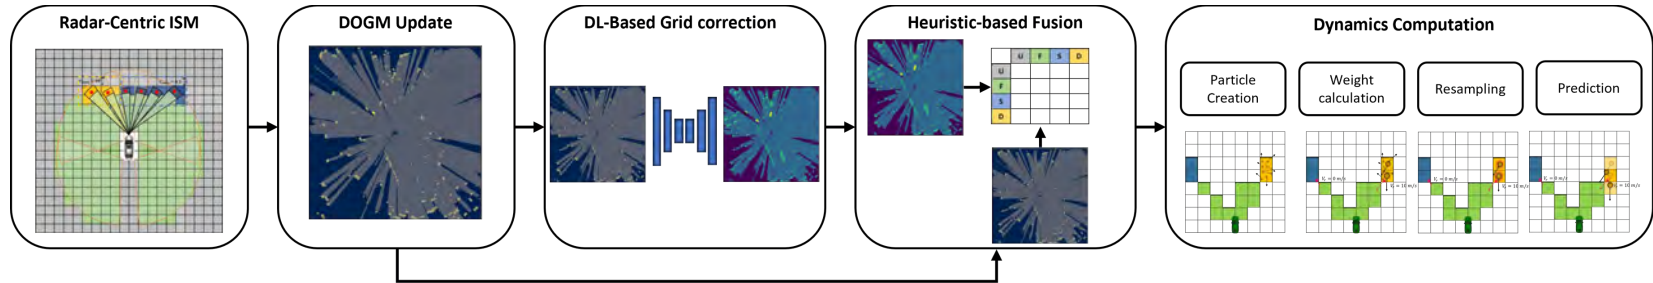 Radar-Centric ISM
DOGM Update
DL-Based Grid correction
Heuristic-based Fusion
U F S D
U
F
S
D
Dynamics Computation
Particle
Creation
Weight
calculation
Resampling
Prediction